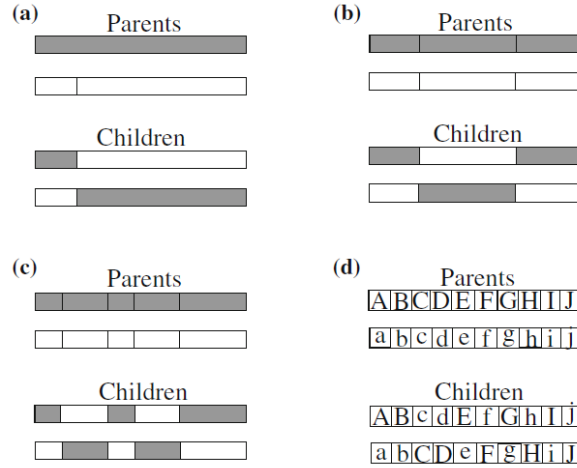 (a)
Parents
Children
(b)
Parents
Children
(c)
Parents
Children
(d)
Parents
A B C D E F G H I J
a b c d e f g h i j
Children
A B c d E f G h I j
a b C D e F g H i J